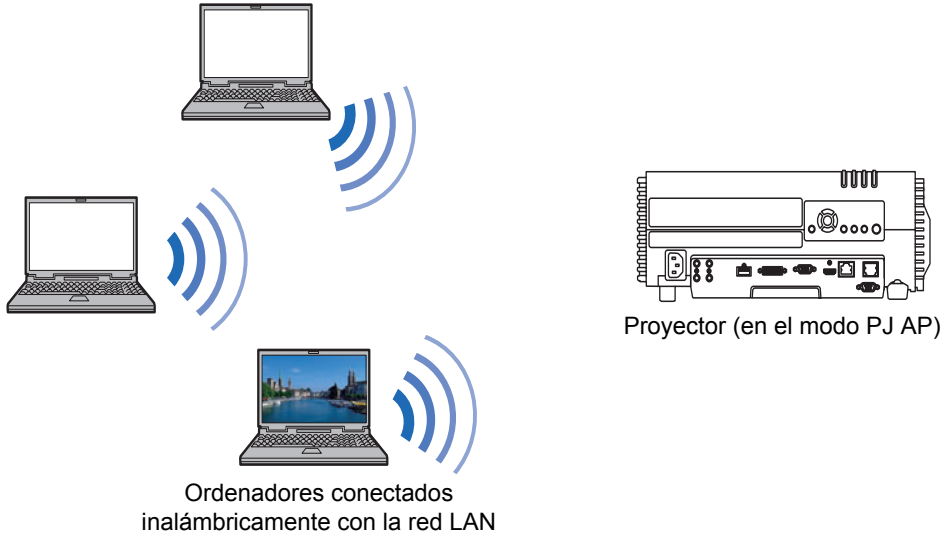 Proyector (en el modo PJ AP)
Ordenadores conectados
inalámbricamente con la red LAN